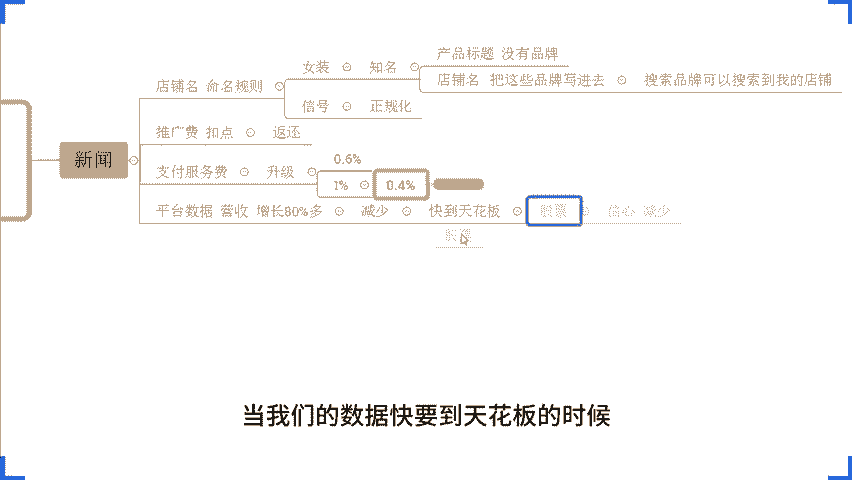 产品标题 没有品牌
女装 知名
店铺名 把这些品牌写进去 搜索品牌可以搜索到我的店铺
店铺名 命名规则
信号 正规化
推广费 扣点 返还
新闻
0.6%
支付服务费 升级
1% 0.4%
平台数据 营收 增长80%多 减少 快到天花板 股票 信心 减少
当我们的数据快要到天花板的时候